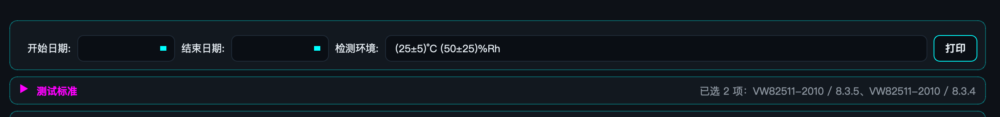 开始日期: 结束日期: 检测环境: (25±5)℃ (50±25)%Rh 打印
测试标准 已选 2 项：VW82511-2010 / 8.3.5、VW82511-2010 / 8.3.4